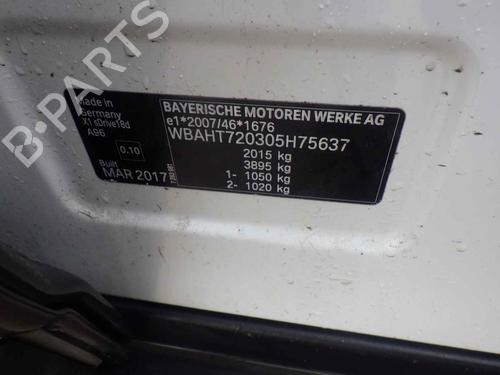 B-PARTS
Made in
Germany
X1 sDrive18d
A96
0.10
Built
MAR 2017
BAYERISCHE MOTOREN WERKE AG
e1*2007/46*1676
WBAHT720305H75637
2015 kg
3895 kg
1- 1050 kg
2- 1020 kg